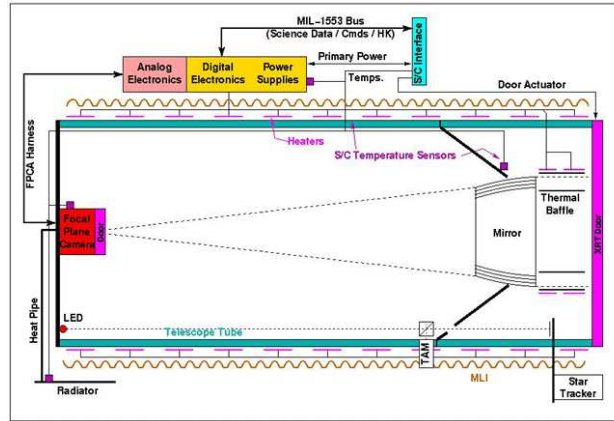 MIL-1553 Bus
(Science Data / Cmds / HK)
Analog
Electronics
Digital
Electronics
Power
Supplies
Primary Power
S/C Interface
Temps.
Door Actuator
FPCA Harness
Heaters
S/C Temperature Sensors
Focal
Plane
Camera
Door
Mirror
Thermal
Baffle
XRT Door
Heat Pipe
LED
Telescope Tube
TAM
MLI
Radiator
Star
Tracker